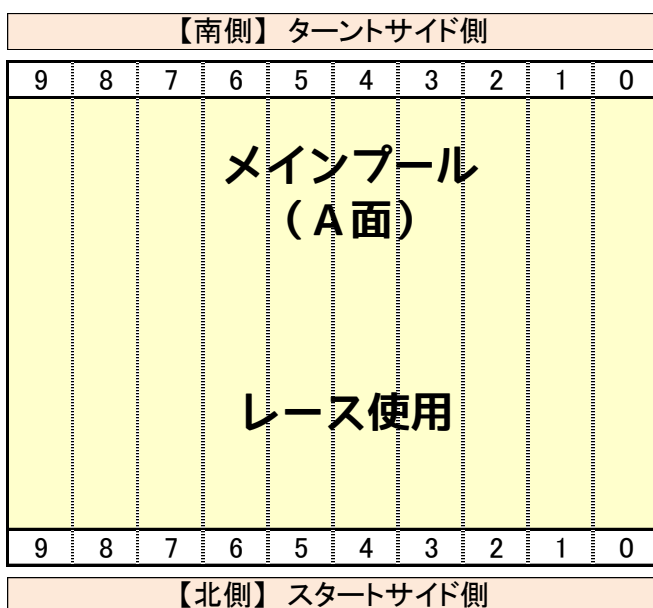 【南側】 ターントサイド側
9 8 7 6 5 4 3 2 1 0
メインプール
（Ａ面）
レース使用
9 8 7 6 5 4 3 2 1 0
【北側】 スタートサイド側